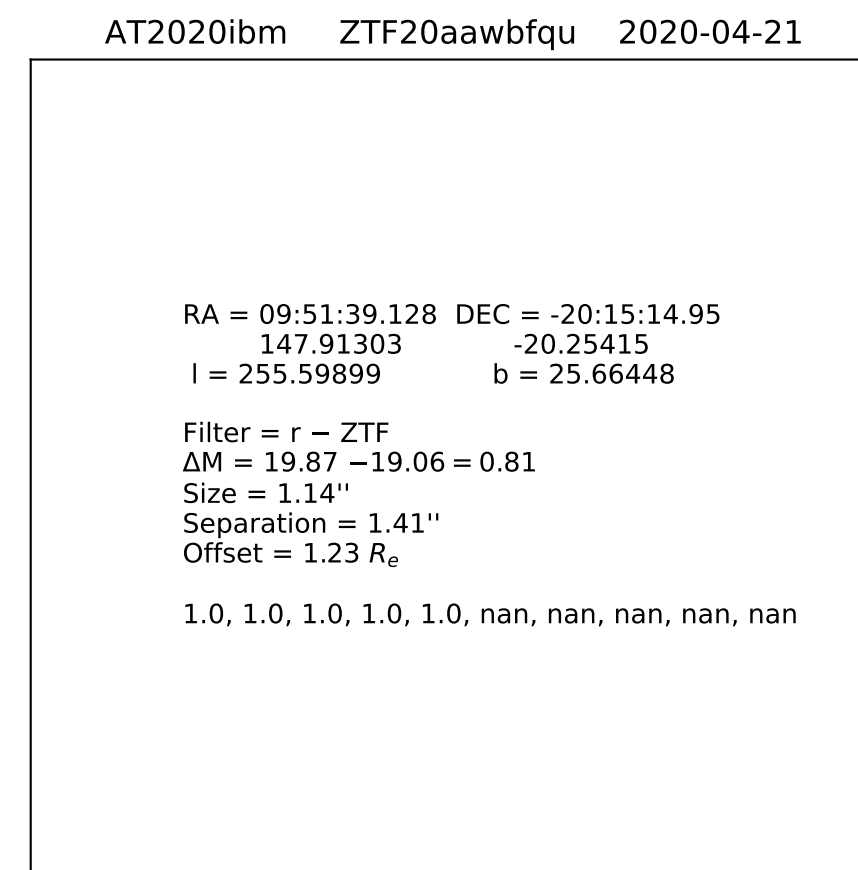 AT2020ibm ZTF20aawbfqu 2020-04-21
RA = 09:51:39.128 DEC = -20:15:14.95
147.91303 -20.25415
l = 255.59899 b = 25.66448
Filter = r − ZTF
ΔM = 19.87 −19.06 = 0.81
Size = 1.14''
Separation = 1.41''
Offset = 1.23 Re
1.0, 1.0, 1.0, 1.0, 1.0, nan, nan, nan, nan, nan